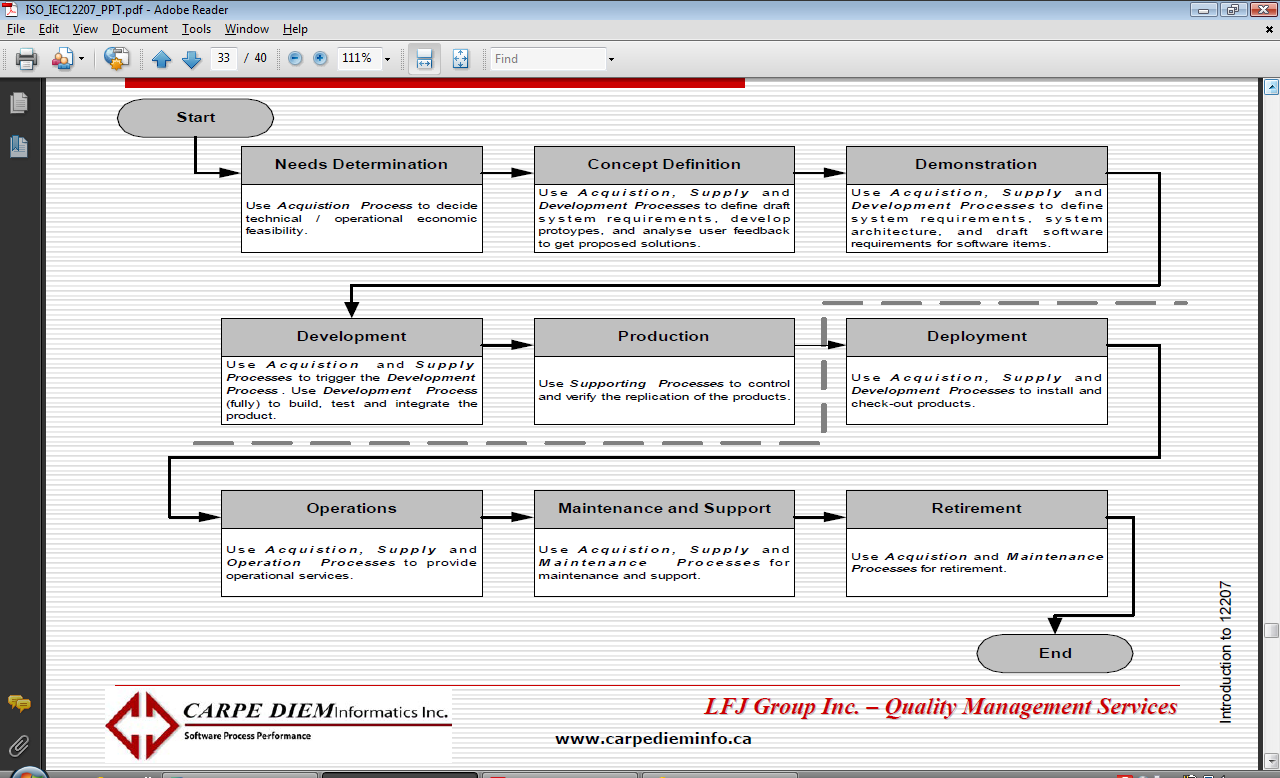 ISO_IEC12207_PPT.pdf - Adobe Reader
File Edit View Document Tools Window Help
33 / 40 111% Find
Start
Needs Determination
Use Acquistion Process to decide
technical / operational economic
feasibility.
Concept Definition
Use Acquistion, Supply and
Development Processes to define draft
system requirements, develop
protoypes, and analyse user feedback
to get proposed solutions.
Demonstration
Use Acquistion, Supply and
Development Processes to define
system requirements, system
architecture, and draft software
requirements for software items.
Development
Use Acquistion and Supply
Processes to trigger the Development
Process. Use Development Process
(fully) to build, test and integrate the
product.
Production
Use Supporting Processes to control
and verify the replication of the products.
Deployment
Use Acquistion, Supply and
Development Processes to install and
check-out products.
Operations
Use Acquistion, Supply and
Operation Processes to provide
operational services.
Maintenance and Support
Use Acquistion, Supply and
Maintenance Processes for
maintenance and support.
Retirement
Use Acquistion and Maintenance
Processes for retirement.
End
Introduction to 12207
CARPE DIEM Informatics Inc.
Software Process Performance
LFJ Group Inc. – Quality Management Services
www.carpedieminfo.ca